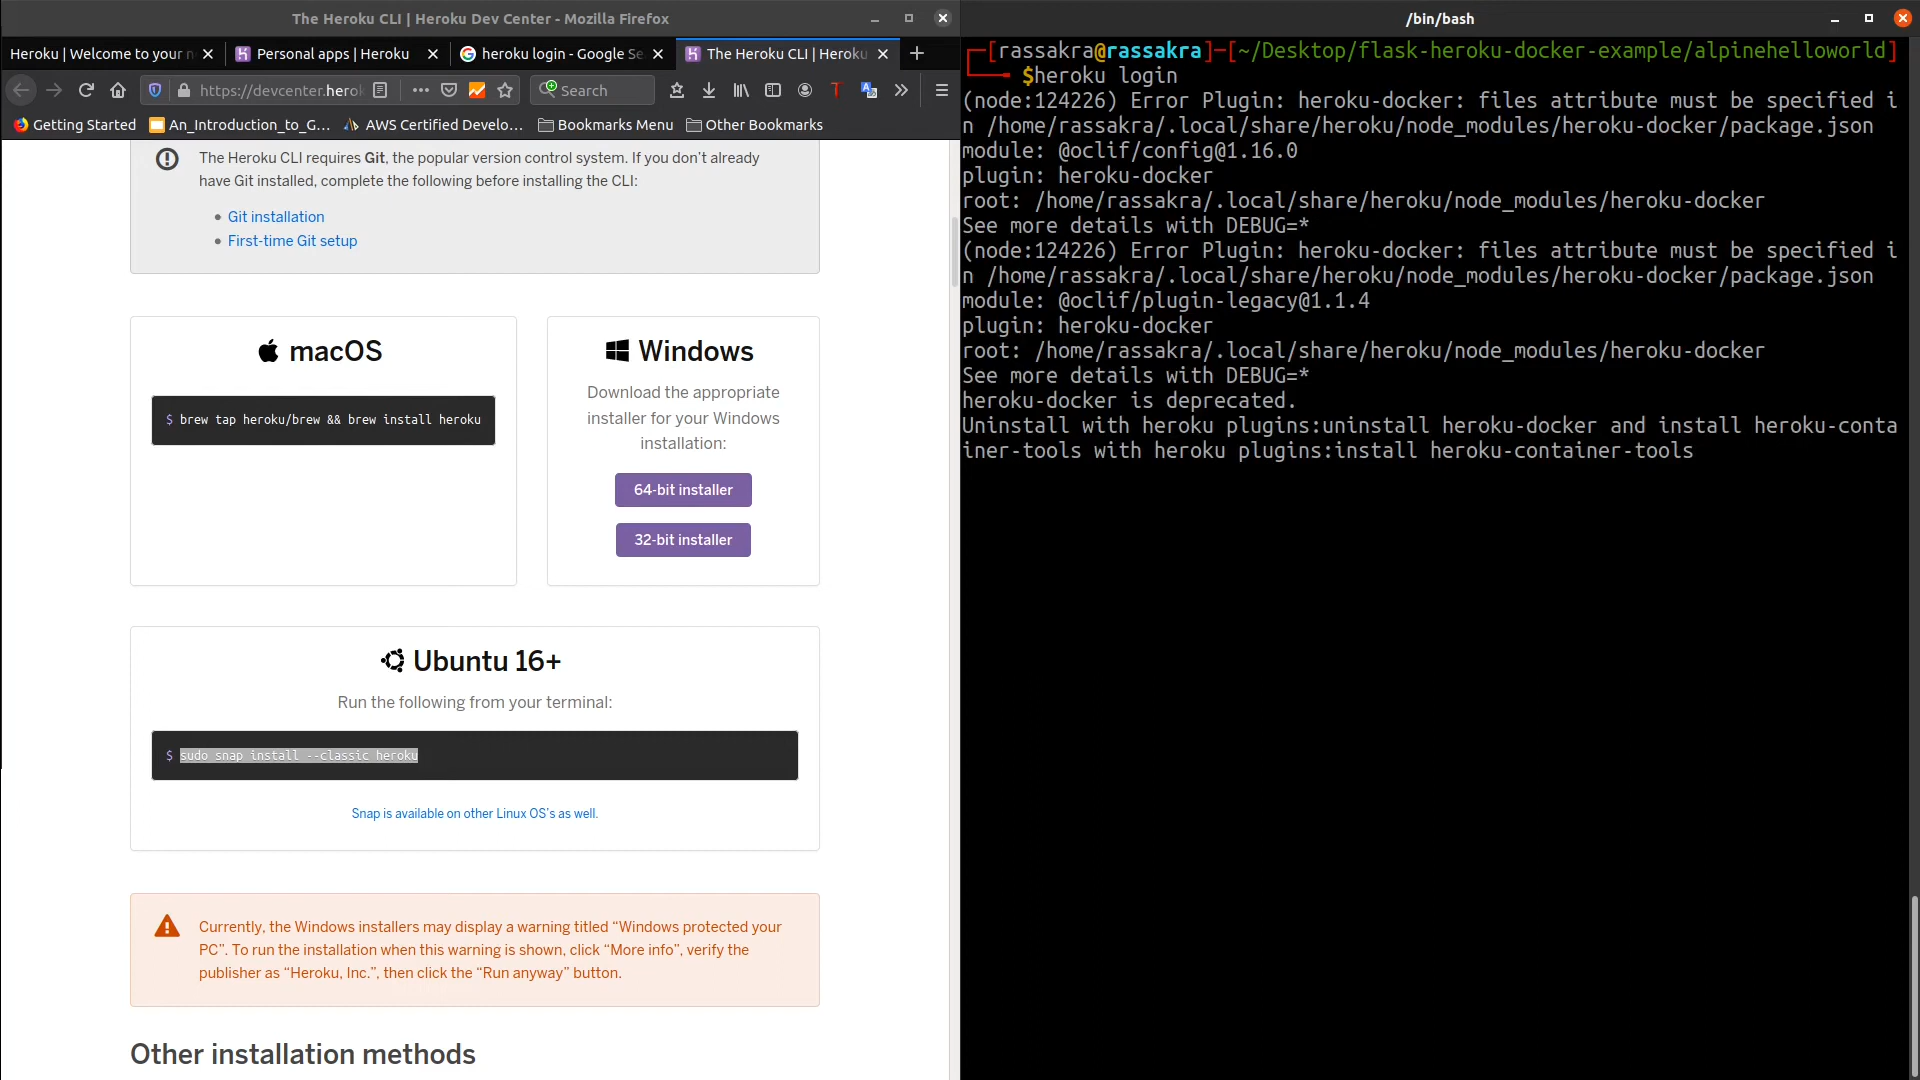 The Heroku CLI | Heroku Dev Center - Mozilla Firefox
Heroku | Welcome to your n
Personal apps | Heroku
heroku login - Google Se
The Heroku CLI | Heroku
https://devcenter.herok
Search
Getting Started
An_Introduction_to_G...
AWS Certified Develo...
Bookmarks Menu
Other Bookmarks
The Heroku CLI requires Git, the popular version control system. If you don’t already
have Git installed, complete the following before installing the CLI:
Git installation
First-time Git setup
macOS
$ brew tap heroku/brew && brew install heroku
Windows
Download the appropriate
installer for your Windows
installation:
64-bit installer
32-bit installer
Ubuntu 16+
Run the following from your terminal:
$ sudo snap install --classic heroku
Snap is available on other Linux OS’s as well.
Currently, the Windows installers may display a warning titled “Windows protected your
PC”. To run the installation when this warning is shown, click “More info”, verify the
publisher as “Heroku, Inc.”, then click the “Run anyway” button.
Other installation methods
/bin/bash
[rassakra@rassakra]-[~/Desktop/flask-heroku-docker-example/alpinehelloworld]
$heroku login
(node:124226) Error Plugin: heroku-docker: files attribute must be specified i
n /home/rassakra/.local/share/heroku/node_modules/heroku-docker/package.json
module: @oclif/config@1.16.0
plugin: heroku-docker
root: /home/rassakra/.local/share/heroku/node_modules/heroku-docker
See more details with DEBUG=*
(node:124226) Error Plugin: heroku-docker: files attribute must be specified i
n /home/rassakra/.local/share/heroku/node_modules/heroku-docker/package.json
module: @oclif/plugin-legacy@1.1.4
plugin: heroku-docker
root: /home/rassakra/.local/share/heroku/node_modules/heroku-docker
See more details with DEBUG=*
heroku-docker is deprecated.
Uninstall with heroku plugins:uninstall heroku-docker and install heroku-conta
iner-tools with heroku plugins:install heroku-container-tools